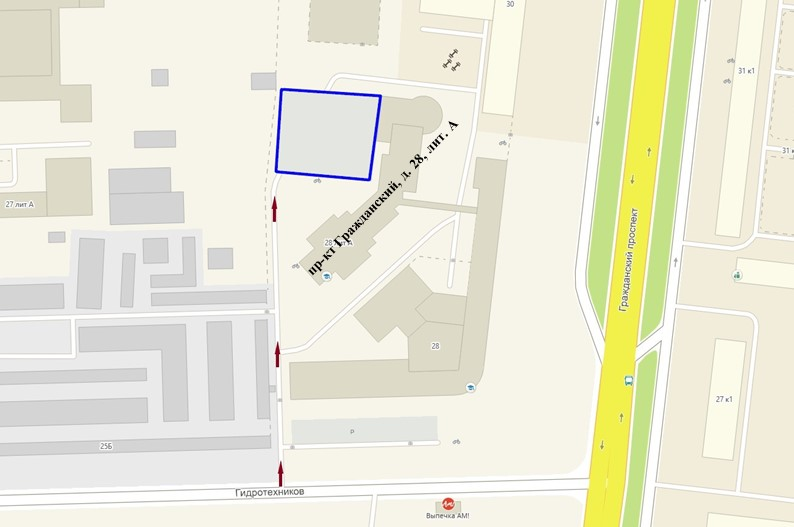 30
31 к1
31 к
пр-кт Гражданский, д. 28, лит. А
27 лит А
Гражданский проспект
28
27 к1
Р
25Б
Гидротехников
Выпечка АМ!